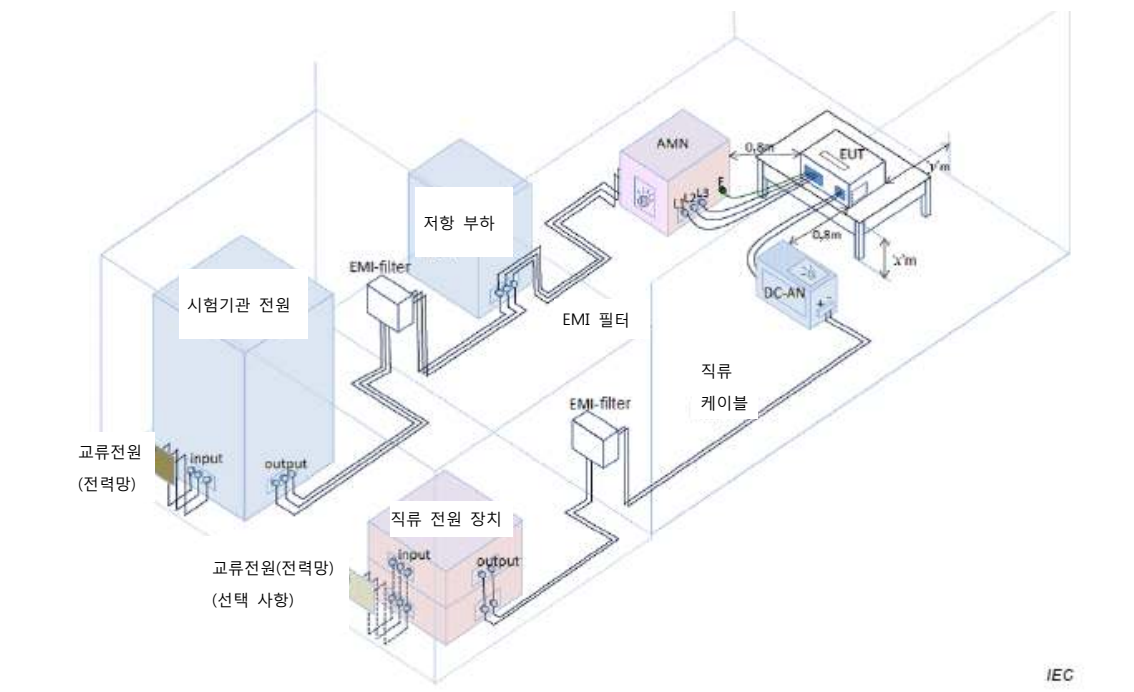 AMN
0,8m
EUT
E
L1
L2
L3
'y'm
저항 부하
0,8m
'x'm
EMI-filter
DC-AN
+ -
시험기관 전원
EMI 필터
직류
케이블
EMI-filter
교류전원
(전력망)
input
output
직류 전원 장치
input
output
교류전원(전력망)
(선택 사항)
IEC